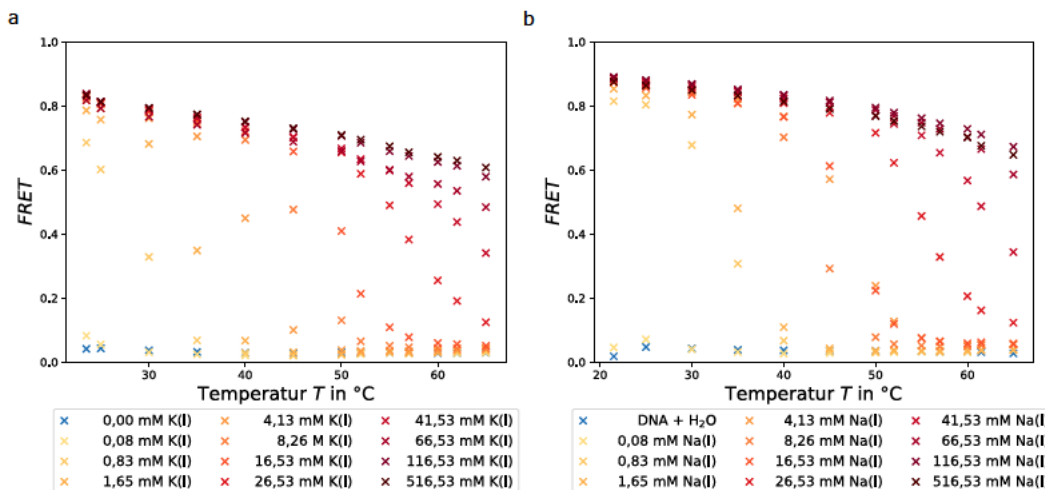 a
b
1.0
0.8
0.6
0.4
0.2
0.0
FRET
30 40 50 60
Temperatur T in °C
1.0
0.8
0.6
0.4
0.2
0.0
FRET
20 30 40 50 60
Temperatur T in °C
0,00 mM K(I) 4,13 mM K(I) 41,53 mM K(I)
0,08 mM K(I) 8,26 M K(I) 66,53 mM K(I)
0,83 mM K(I) 16,53 mM K(I) 116,53 mM K(I)
1,65 mM K(I) 26,53 mM K(I) 516,53 mM K(I)
DNA + H₂O 4,13 mM Na(I) 41,53 mM Na(I
0,08 mM Na(I) 8,26 mM Na(I) 66,53 mM Na(I
0,83 mM Na(I) 16,53 mM Na(I) 116,53 mM Na(I
1,65 mM Na(I) 26,53 mM Na(I) 516,53 mM Na(I